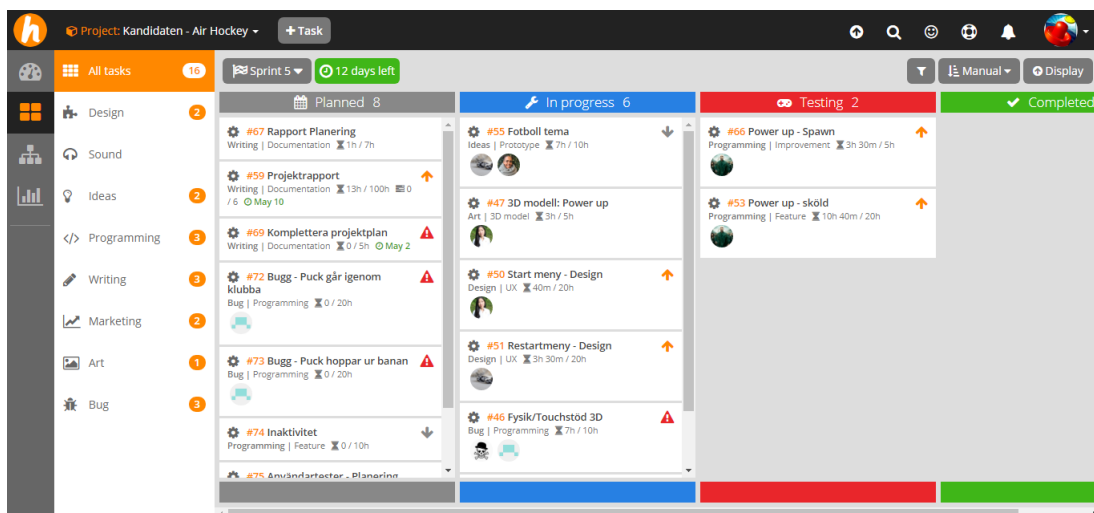 h Project: Kandidaten - Air Hockey + Task
All tasks 16
Design 2
Sound
Ideas 2
Programming 3
Writing 3
Marketing 2
Art 1
Bug 3
Sprint 5 12 days left Manual Display
Planned 8
#67 Rapport Planering
Writing | Documentation 1h / 7h
#59 Projektrapport
Writing | Documentation 13h / 100h 0
/ 6 May 10
#69 Komplettera projektplan
Writing | Documentation 0 / 5h May 2
#72 Bugg - Puck går igenom
klubba
Bug | Programming 0 / 20h
#73 Bugg - Puck hoppar ur banan
Bug | Programming 0 / 20h
#74 Inaktivitet
Programming | Feature 0 / 10h
#75 Användartester - Planering
In progress 6
#55 Fotboll tema
Ideas | Prototype 7h / 10h
#47 3D modell: Power up
Art | 3D model 3h / 5h
#50 Start meny - Design
Design | UX 40m / 20h
#51 Restartmeny - Design
Design | UX 3h 30m / 20h
#46 Fysik/Touchstöd 3D
Bug | Programming 7h / 10h
Testing 2
#66 Power up - Spawn
Programming | Improvement 3h 30m / 5h
#53 Power up - sköld
Programming | Feature 10h 40m / 20h
Completed